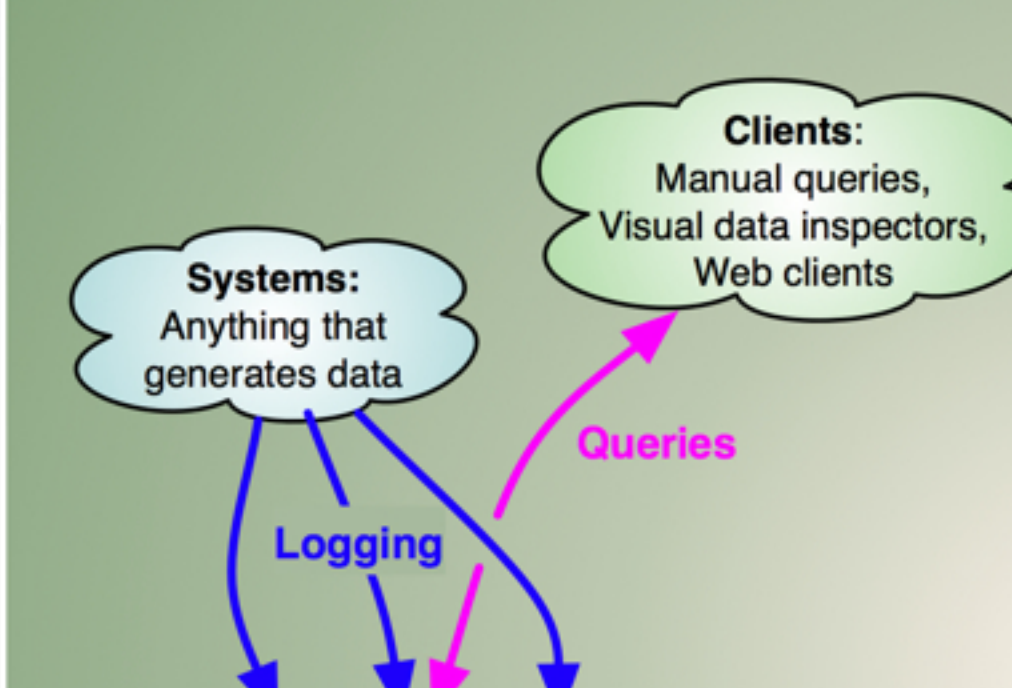 Clients:
Manual queries,
Visual data inspectors,
Web clients
Systems:
Anything that
generates data
Queries
Logging